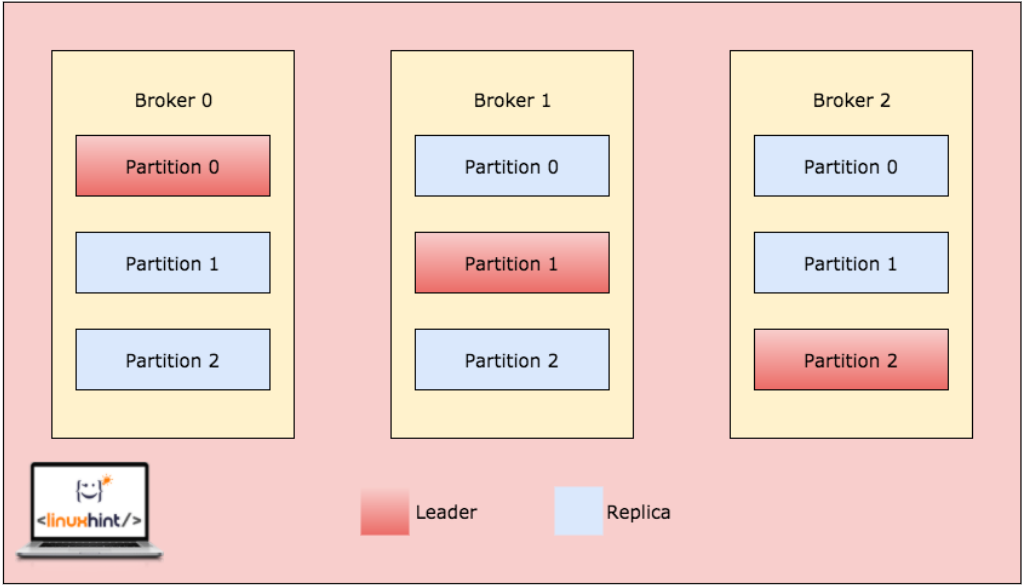 Broker 0
Partition 0
Partition 1
Partition 2
Broker 1
Partition 0
Partition 1
Partition 2
Broker 2
Partition 0
Partition 1
Partition 2
<linuxhint/>
Leader
Replica